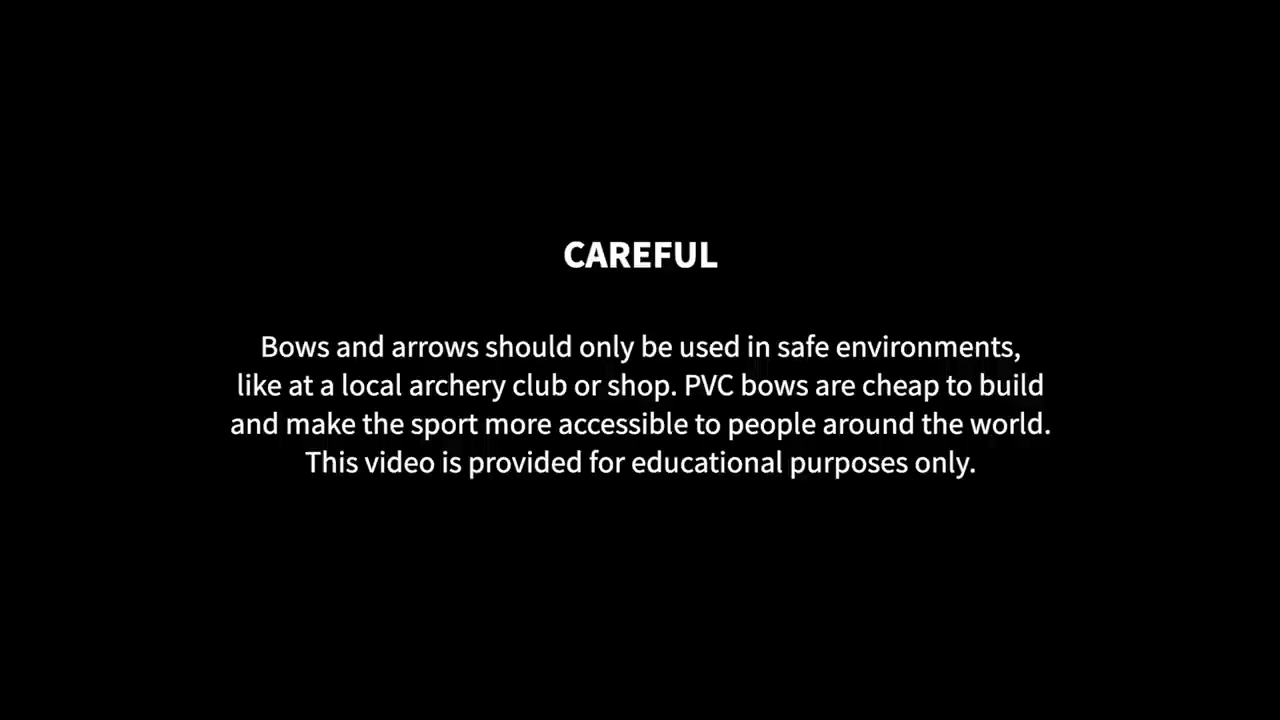 CAREFUL
Bows and arrows should only be used in safe environments,
like at a local archery club or shop. PVC bows are cheap to build
and make the sport more accessible to people around the world.
This video is provided for educational purposes only.